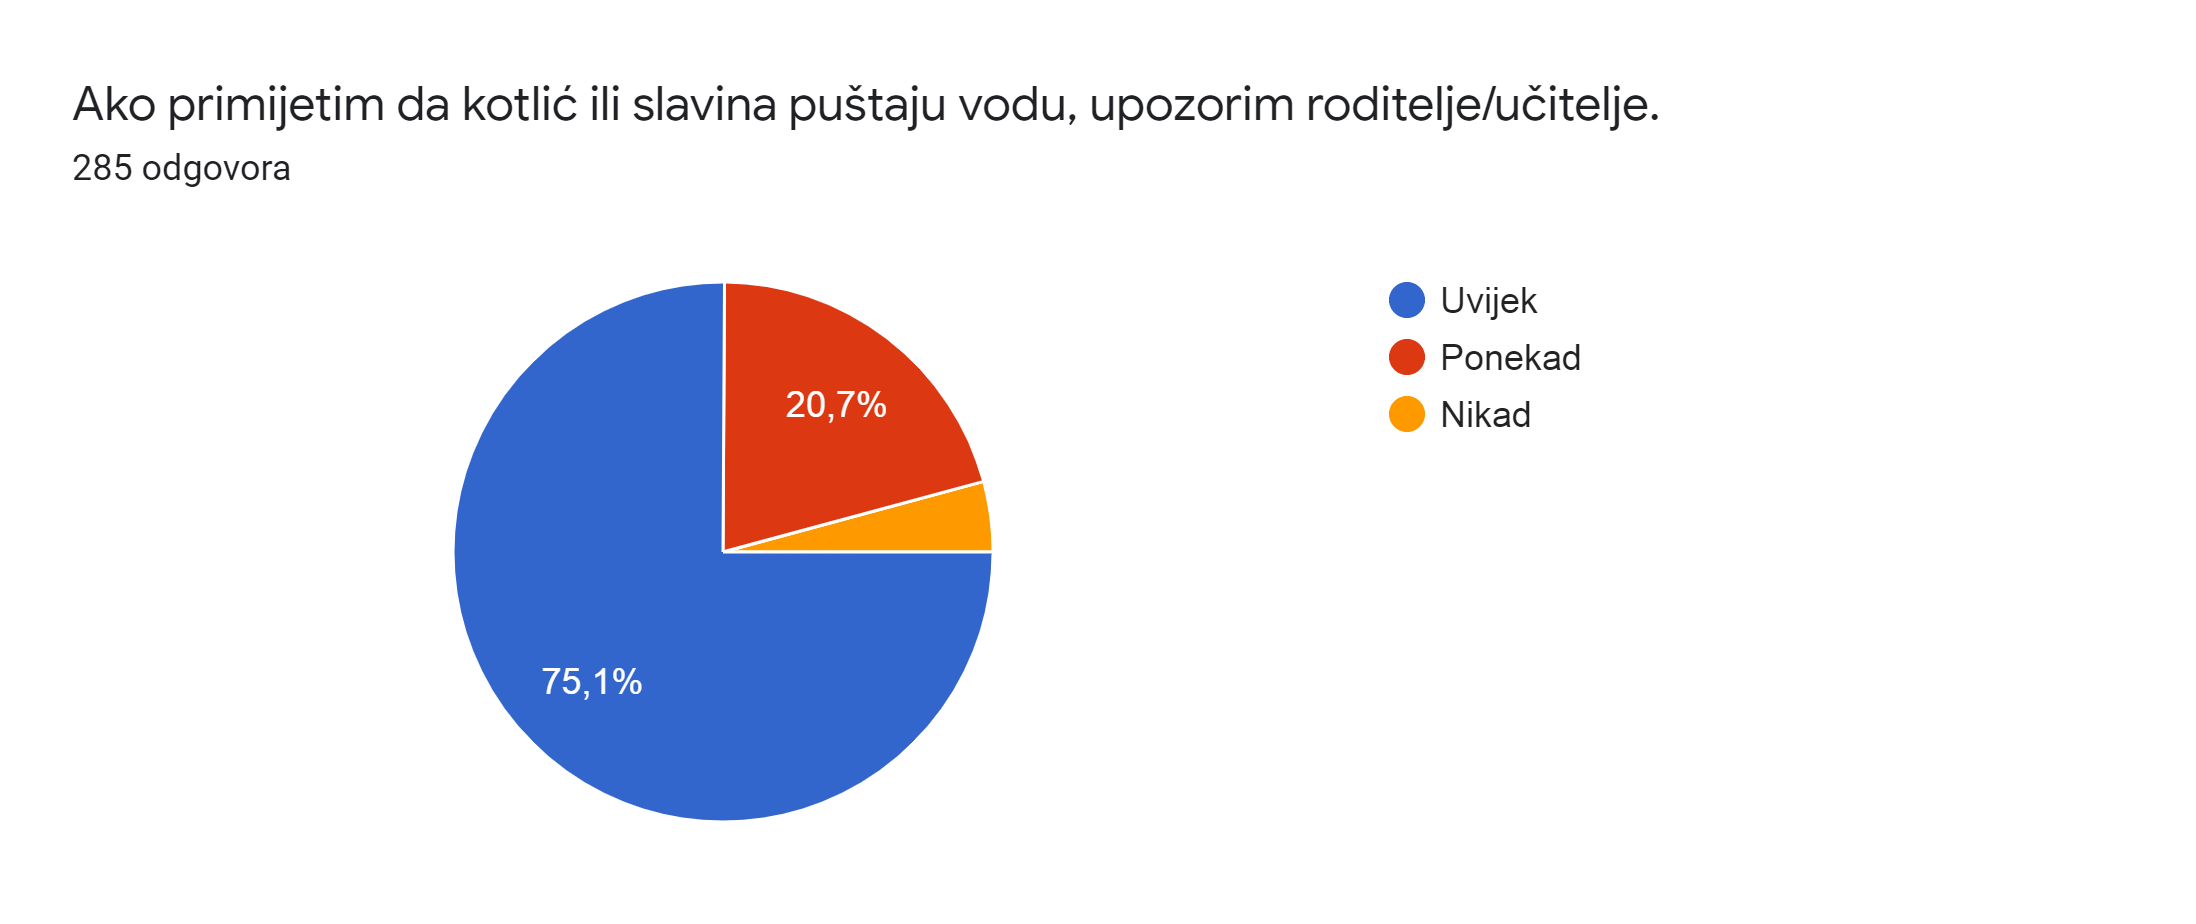 Ako primijetim da kotlić ili slavina puštaju vodu, upozorim roditelje/učitelje.
285 odgovora
Uvijek
Ponekad
Nikad
20,7%
75,1%